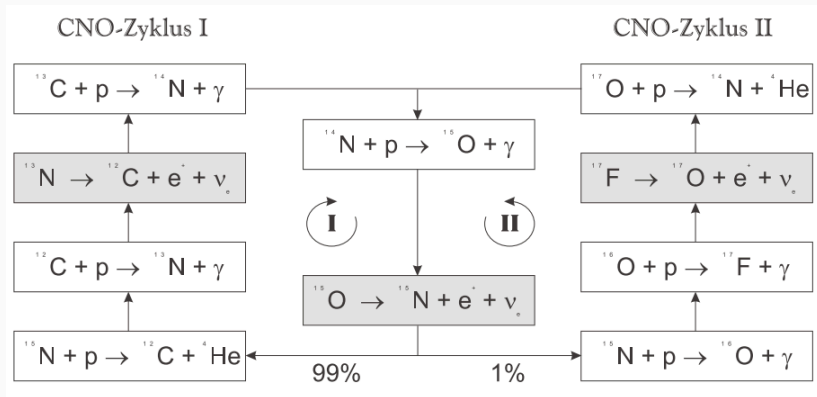 CNO-Zyklus I
CNO-Zyklus II
¹³C + p → ¹⁴N + γ
¹⁷O + p → ¹⁴N + ⁴He
¹⁴N + p → ¹⁵O + γ
¹³N → ¹²C + e⁺ + νₑ
¹⁷F → ¹⁷O + e⁺ + νₑ
I
II
¹²C + p → ¹³N + γ
¹⁶O + p → ¹⁷F + γ
¹⁵O → ¹⁵N + e⁺ + νₑ
¹⁵N + p → ¹²C + ⁴He
¹⁵N + p → ¹⁶O + γ
99%
1%